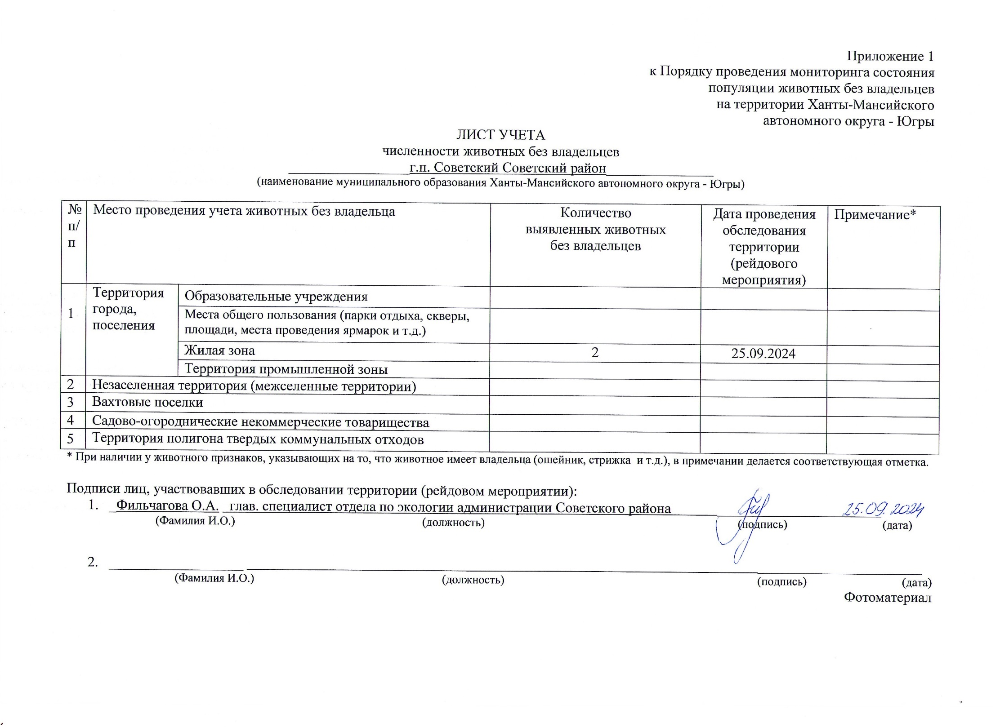 Приложение 1
к Порядку проведения мониторинга состояния
популяции животных без владельцев
на территории Ханты-Мансийского
автономного округа - Югры
ЛИСТ УЧЕТА
численности животных без владельцев
г.п. Советский Советский район
(наименование муниципального образования Ханты-Мансийского автономного округа - Югры)
№ п/п
Место проведения учета животных без владельца
Количество
выявленных животных
без владельцев
Дата проведения
обследования
территории
(рейдового
мероприятия)
Примечание*
1
Территория
города,
поселения
Образовательные учреждения
Места общего пользования (парки отдыха, скверы,
площади, места проведения ярмарок и т.д.)
Жилая зона 2 25.09.2024
Территория промышленной зоны
2 Незаселенная территория (межселенные территории)
3 Вахтовые поселки
4 Садово-огороднические некоммерческие товарищества
5 Территория полигона твердых коммунальных отходов
* При наличии у животного признаков, указывающих на то, что животное имеет владельца (ошейник, стрижка и т.д.), в примечании делается соответствующая отметка.
Подписи лиц, участвовавших в обследовании территории (рейдовом мероприятии):
1. Фильчагова О.А. глав. специалист отдела по экологии администрации Советского района 25.09.2024
(Фамилия И.О.) (должность) (подпись) (дата)
2.
(Фамилия И.О.) (должность) (подпись) (дата)
Фотоматериал